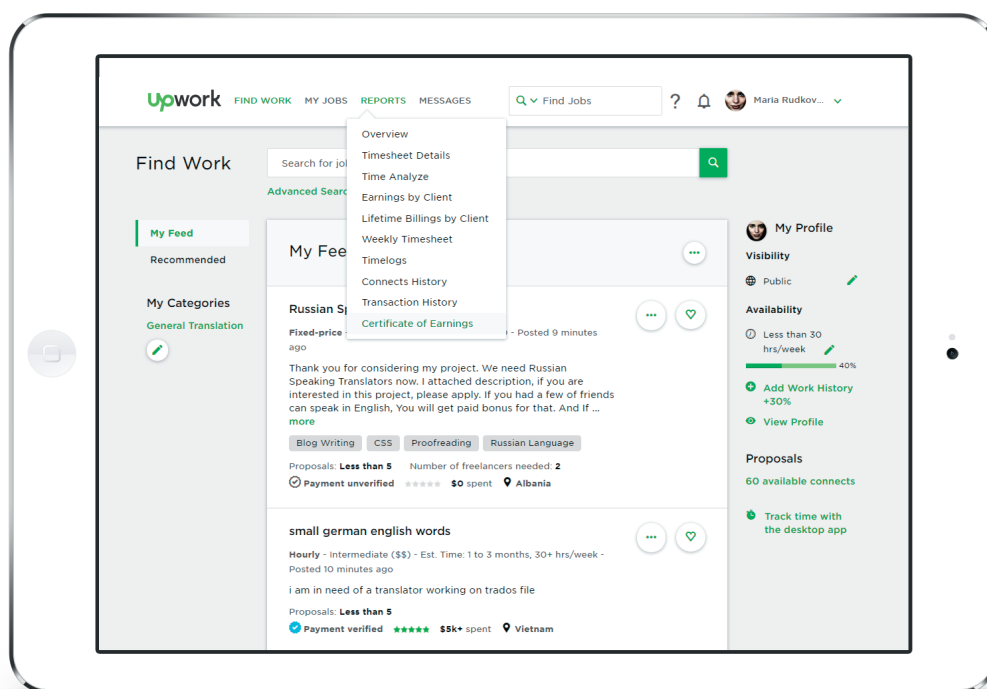 Upwork FIND WORK MY JOBS REPORTS MESSAGES Find Jobs ? Maria Rudkov...
Overview
Timesheet Details
Time Analyze
Earnings by Client
Lifetime Billings by Client
Weekly Timesheet
Timelogs
Connects History
Transaction History
Certificate of Earnings
Find Work
Search for jo
Advanced Searc
My Feed
Recommended
My Categories
General Translation
My Fee
Russian Sp
Fixed-price - Posted 9 minutes
ago
Thank you for considering my project. We need Russian
Speaking Translators now. I attached description, if you are
interested in this project, please apply. If you had a few of friends
can speak in English, You will get paid bonus for that. And If ...
more
Blog Writing CSS Proofreading Russian Language
Proposals: Less than 5 Number of freelancers needed: 2
Payment unverified $0 spent Albania
small german english words
Hourly - Intermediate ($$) - Est. Time: 1 to 3 months, 30+ hrs/week -
Posted 10 minutes ago
i am in need of a translator working on trados file
Proposals: Less than 5
Payment verified $5k+ spent Vietnam
My Profile
Visibility
Public
Availability
Less than 30
hrs/week
40%
Add Work History
+30%
View Profile
Proposals
60 available connects
Track time with
the desktop app